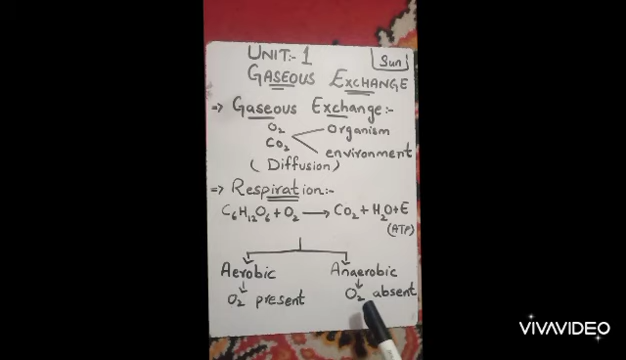 UNIT:- 1
Sun
GASEOUS EXCHANGE
=> Gaseous Exchange:-
O₂
CO₂
Organism
environment
( Diffusion )
=> Respiration:-
C₆H₁₂O₆ + O₂ → CO₂ + H₂O + E
(ATP)
Aerobic Anaerobic
↓ ↓
O₂ present O₂ absent
VIVAVIDEO